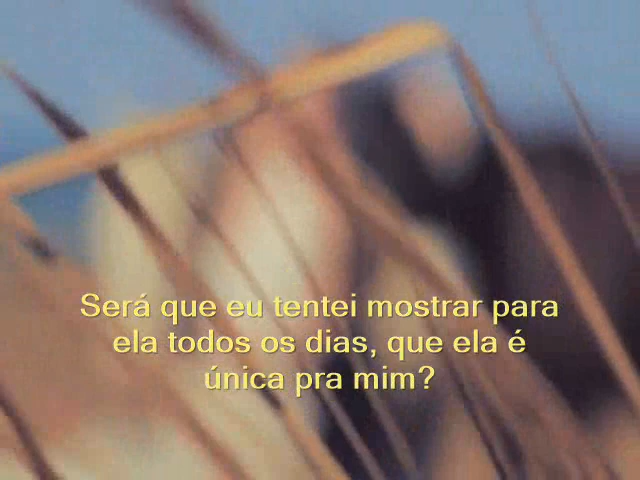 Será que eu tentei mostrar para
ela todos os dias, que ela é
única pra mim?